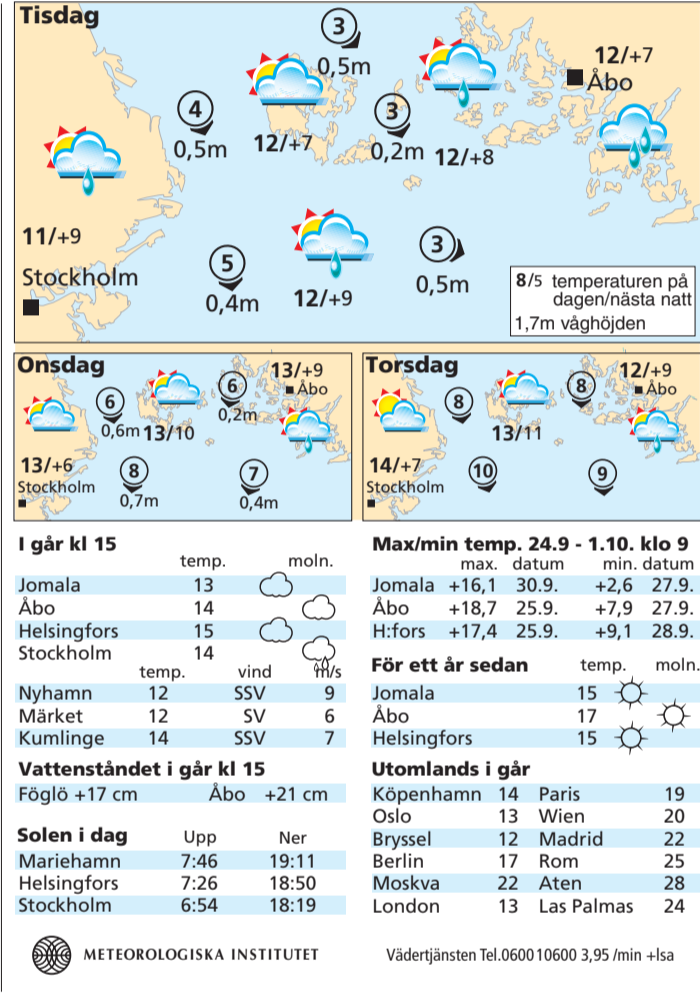 Tisdag
3
0,5m
12/+7
Åbo
4
0,5m
12/+7
3
0,2m
12/+8
11/+9
Stockholm
5
0,4m
12/+9
3
0,5m
8/5 temperaturen på
dagen/nästa natt
1,7m våghöjden
Onsdag
13/+9
Åbo
6
0,6m
13/10
6
0,2m
13/+6
Stockholm
8
0,7m
7
0,4m
Torsdag
12/+9
Åbo
8
8
13/11
14/+7
Stockholm
10
9
I går kl 15
temp. moln.
Jomala 13
Åbo 14
Helsingfors 15
Stockholm 14
temp. vind m/s
Nyhamn 12 SSV 9
Märket 12 SV 6
Kumlinge 14 SSV 7
Vattenståndet i går kl 15
Föglö +17 cm Åbo +21 cm
Solen i dag Upp Ner
Mariehamn 7:46 19:11
Helsingfors 7:26 18:50
Stockholm 6:54 18:19
Max/min temp. 24.9 - 1.10. klo 9
max. datum min. datum
Jomala +16,1 30.9. +2,6 27.9.
Åbo +18,7 25.9. +7,9 27.9.
H:fors +17,4 25.9. +9,1 28.9.
För ett år sedan temp. moln.
Jomala 15
Åbo 17
Helsingfors 15
Utomlands i går
Köpenhamn 14 Paris 19
Oslo 13 Wien 20
Bryssel 12 Madrid 22
Berlin 17 Rom 25
Moskva 22 Aten 28
London 13 Las Palmas 24
METEOROLOGISKA INSTITUTET
Vädertjänsten Tel.0600 10600 3,95 /min +lsa